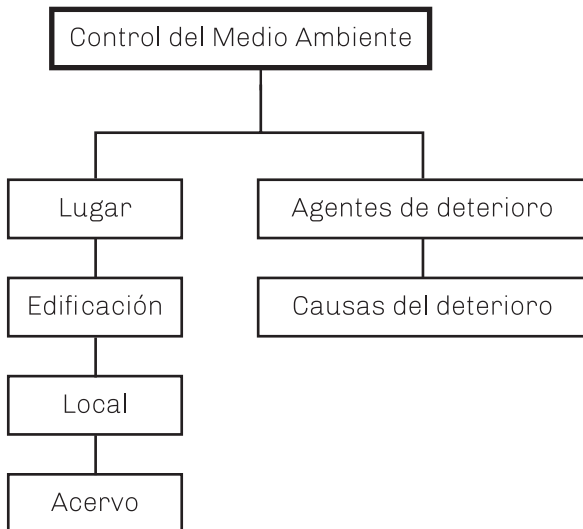 Control del Medio Ambiente
Lugar
Agentes de deterioro
Edificación
Causas del deterioro
Local
Acervo